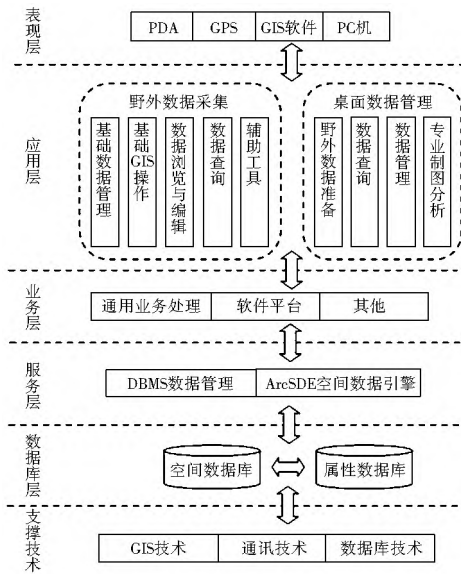 表现层
PDA
GPS
GIS软件
PC机
应用层
野外数据采集
基础数据管理
基础GIS操作
数据浏览与编辑
数据查询
辅助工具
桌面数据管理
野外数据准备
数据查询
数据管理
专业制图分析
业务层
通用业务处理
软件平台
其他
服务层
DBMS数据管理
ArcSDE空间数据引擎
数据库层
空间数据库
属性数据库
支撑技术
GIS技术
通讯技术
数据库技术